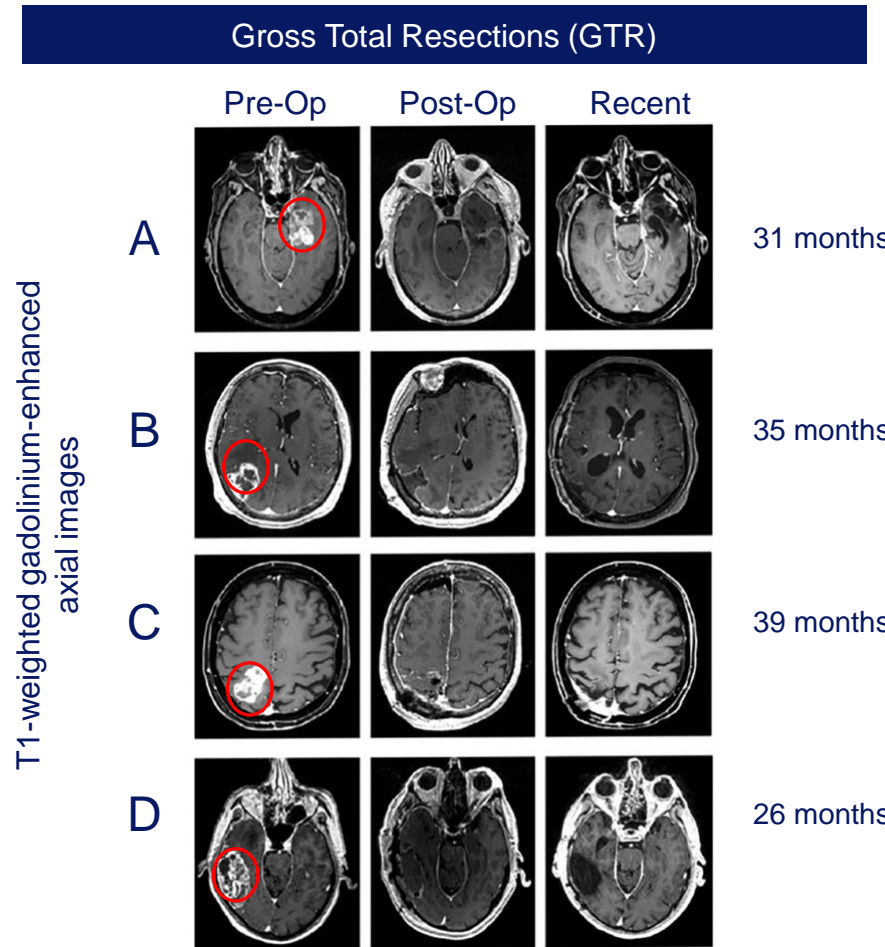 Gross Total Resections (GTR)
Pre-Op Post-Op Recent
T1-weighted gadolinium-enhanced
axial images
A 31 months
B 35 months
C 39 months
D 26 months